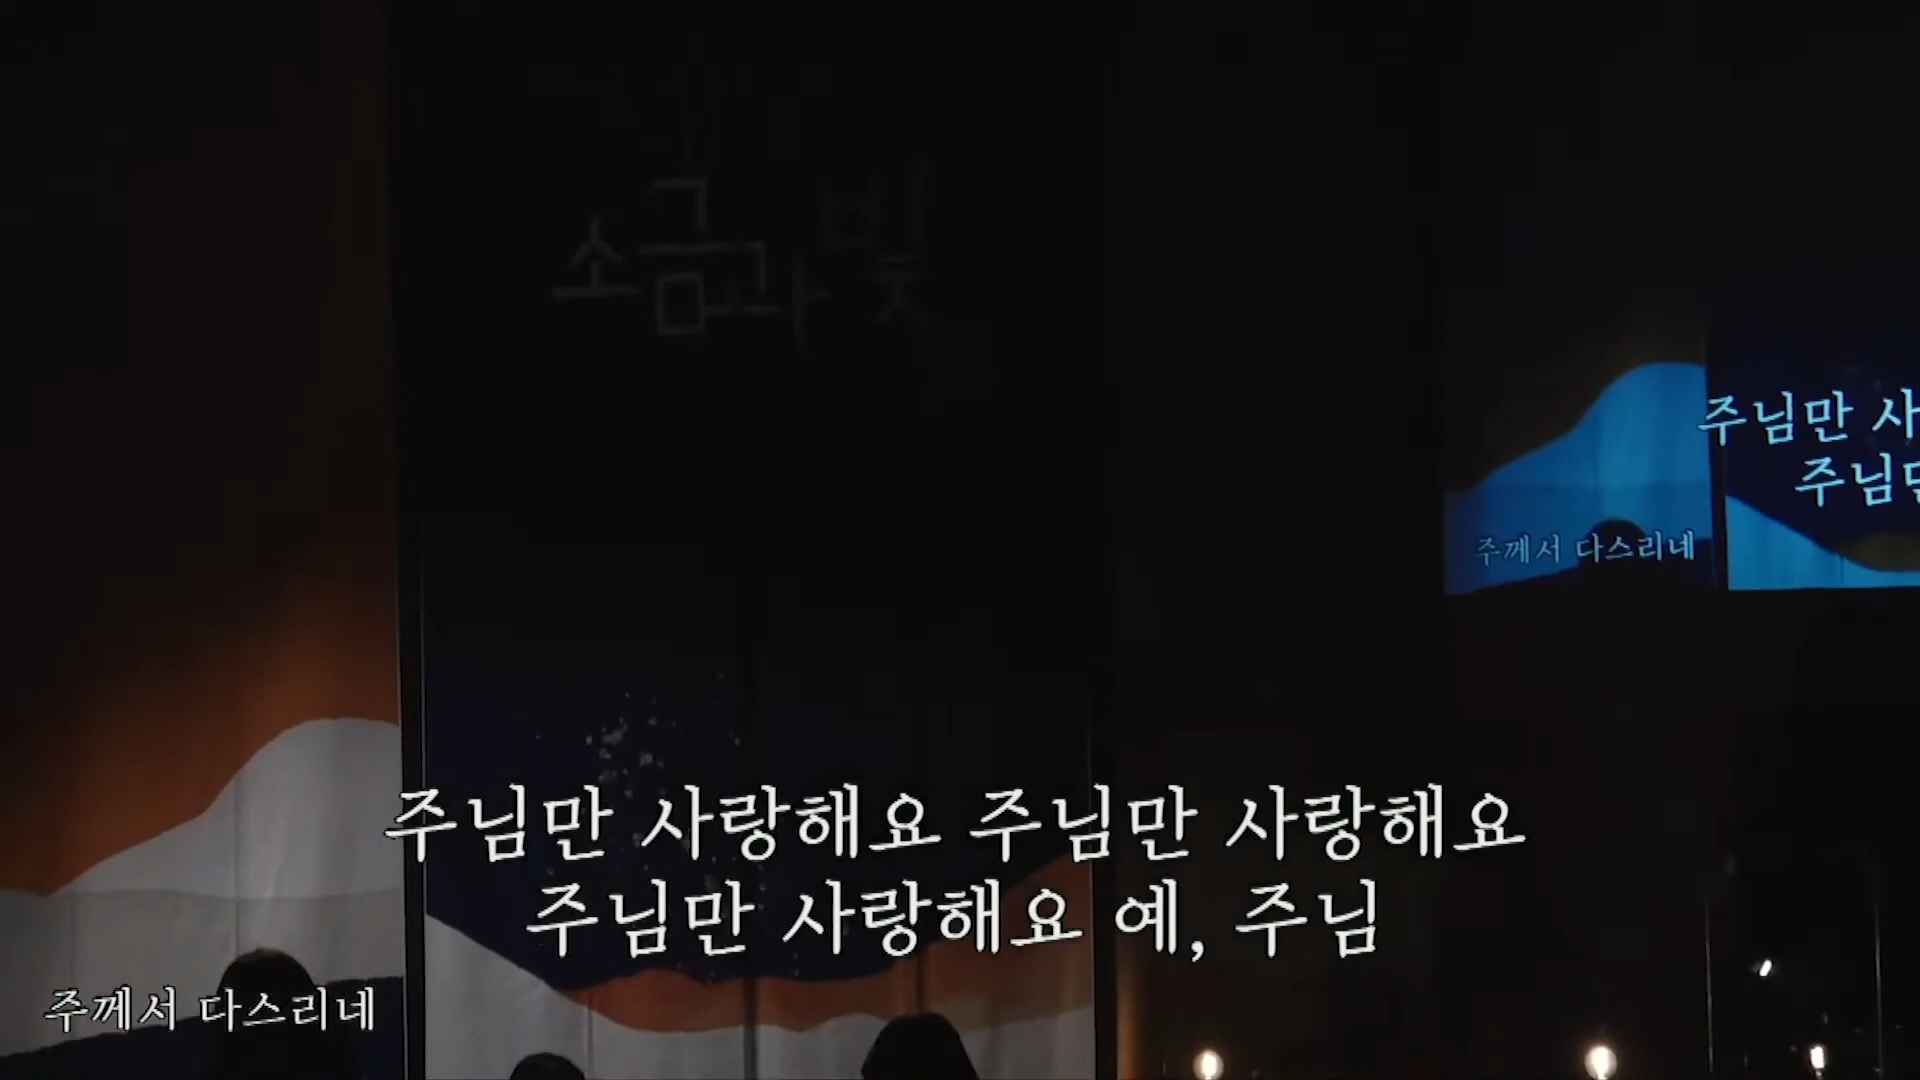 소금과 빛
주님만 사
주님만
주께서 다스리네
주님만 사랑해요 주님만 사랑해요
주님만 사랑해요 예, 주님
주께서 다스리네